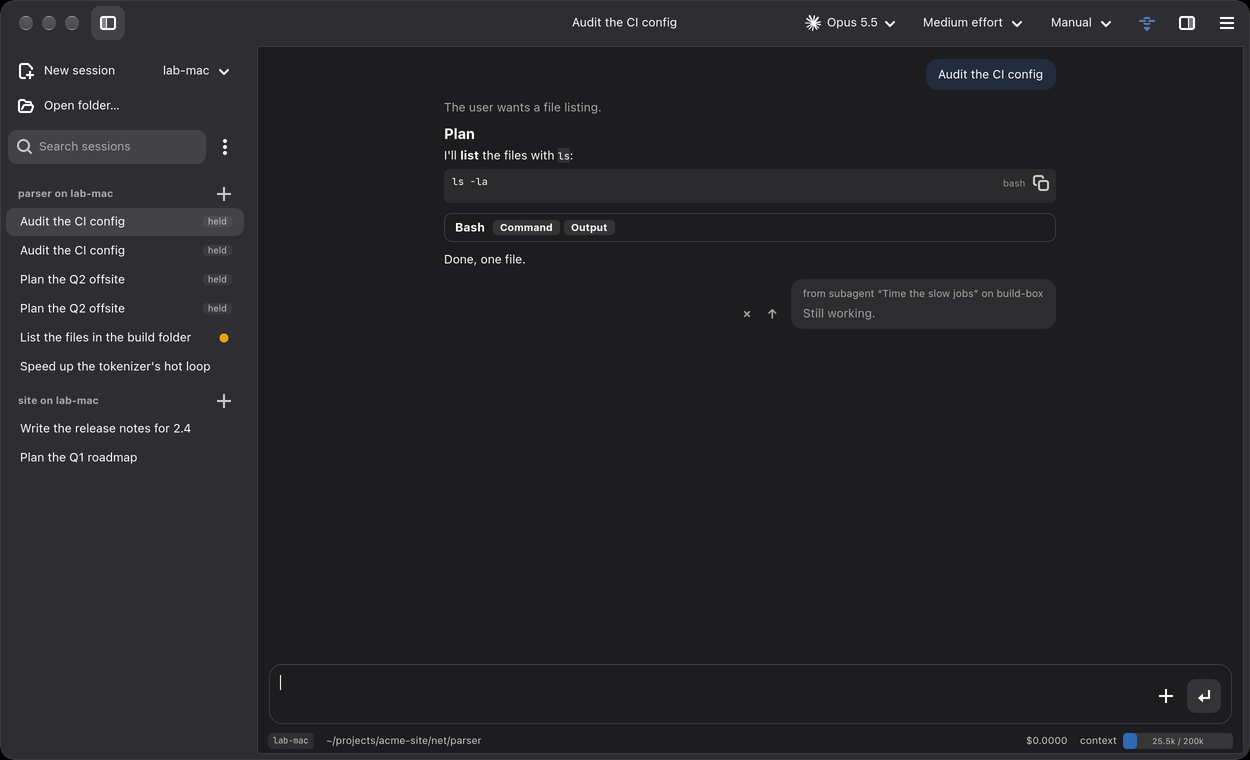 Audit the CI config
Opus 5.5
Medium effort
Manual
New session
lab-mac
Open folder...
Search sessions
parser on lab-mac
Audit the CI config
held
Audit the CI config
held
Plan the Q2 offsite
held
Plan the Q2 offsite
held
List the files in the build folder
Speed up the tokenizer's hot loop
site on lab-mac
Write the release notes for 2.4
Plan the Q1 roadmap
Audit the CI config
The user wants a file listing.
Plan
I'll list the files with ls:
ls -la
bash
Bash Command Output
Done, one file.
from subagent “Time the slow jobs” on build-box
Still working.
lab-mac
~/projects/acme-site/net/parser
$0.0000
context
25.5k / 200k